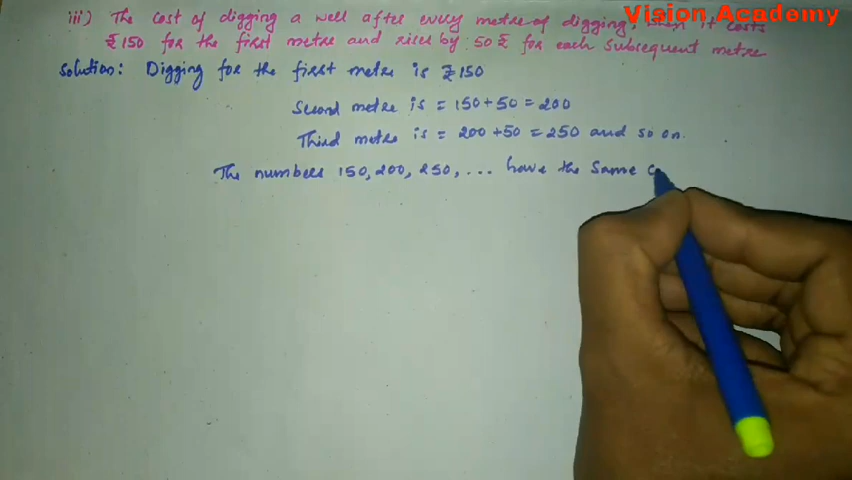 Vision Academy
iii) The cost of digging a well after every metre of digging, when it costs
₹150 for the first metre and rises by 50₹ for each subsequent metre
Solution: Digging for the first metre is ₹150
Second metre is = 150+50=200
Third metre is = 200+50=250 and so on.
The numbers 150, 200, 250, ... have the same